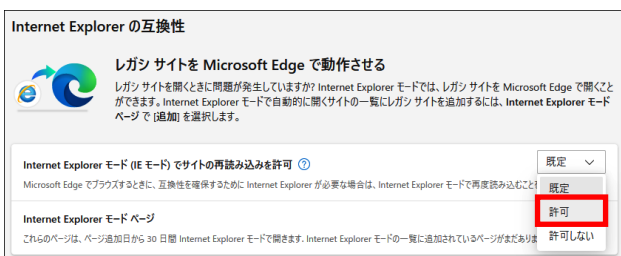 Internet Explorer の互換性
レガシ サイトを Microsoft Edge で動作させる
レガシ サイトを開くときに問題が発生していますか? Internet Explorer モードでは、レガシ サイトを Microsoft Edge で開くこと
ができます。Internet Explorer モードで自動的に開くサイトの一覧にレガシ サイトを追加するには、Internet Explorer モード
ページ で [追加] を選択します。
Internet Explorer モード (IE モード) でサイトの再読み込みを許可
既定
Microsoft Edge でブラウズするときに、互換性を確保するために Internet Explorer が必要な場合は、Internet Explorer モードで再度読み込むこと
既定
許可
Internet Explorer モード ページ
これらのページは、ページ追加日から 30 日間 Internet Explorer モードで開きます. Internet Explorer モードの一覧に追加されているページがまだあり
許可しない